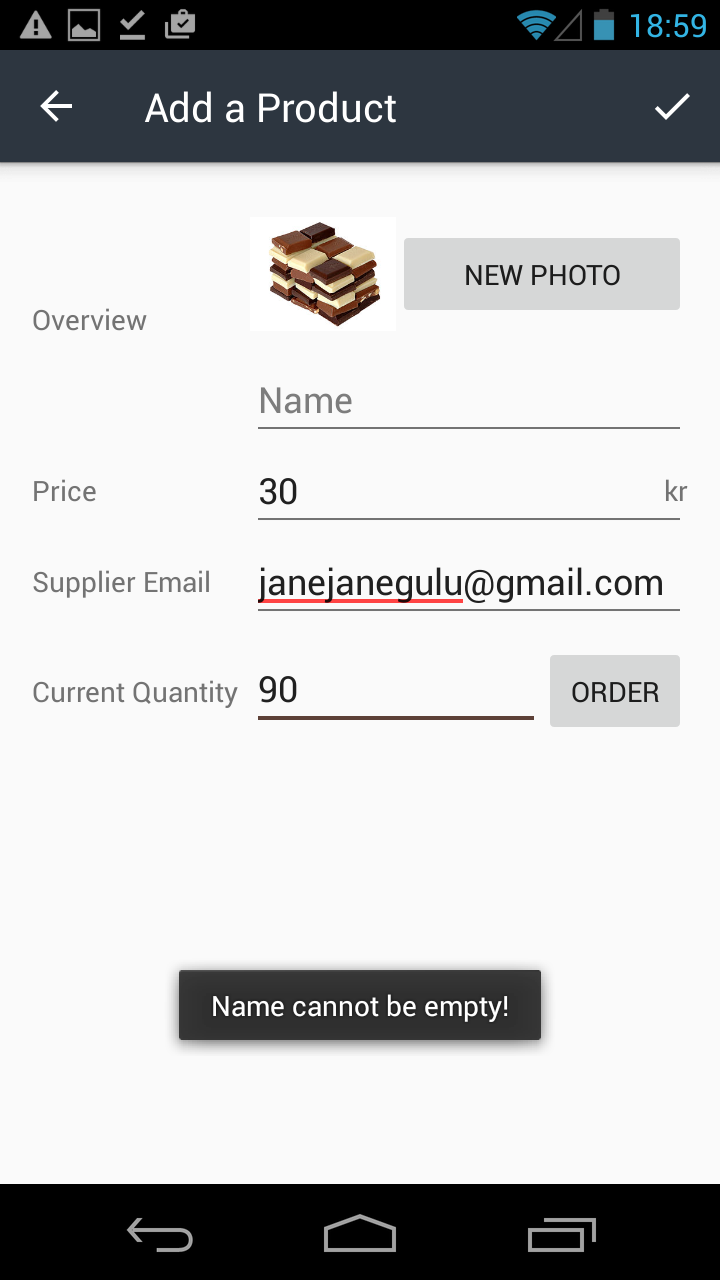 18:59
Add a Product
NEW PHOTO
Overview
Name
Price 30 kr
Supplier Email janejanegulu@gmail.com
Current Quantity 90 ORDER
Name cannot be empty!